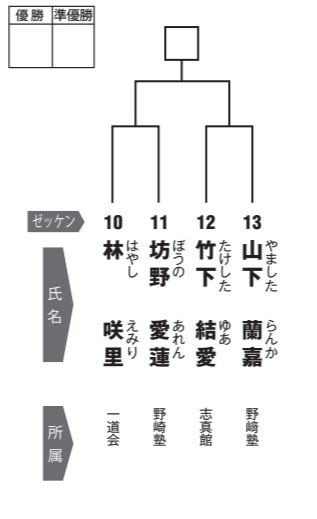 優勝 準優勝
ゼッケン 10 11 12 13
氏名
林 咲里
はやし えみり
坊野 愛蓮
ぼうの あれん
竹下 結愛
たけした ゆあ
山下 蘭嘉
やました らんか
所属
一道会
野崎塾
志真館
野﨑塾